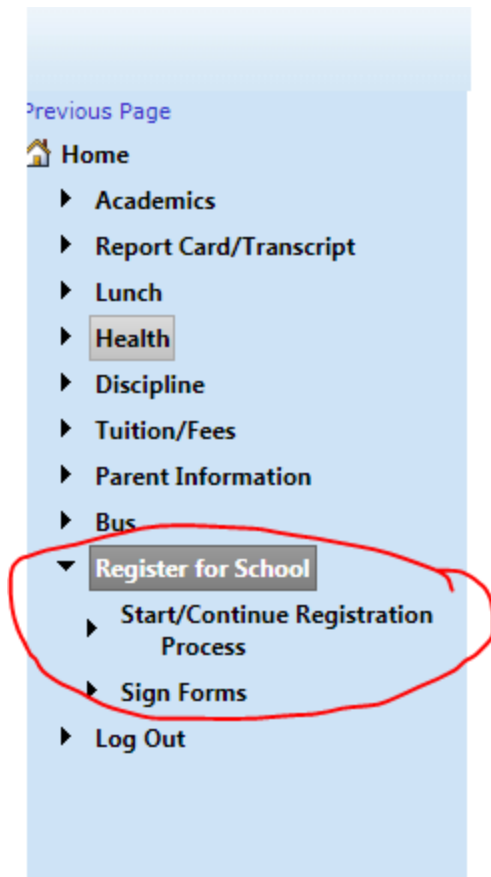 Previous Page
Home
Academics
Report Card/Transcript
Lunch
Health
Discipline
Tuition/Fees
Parent Information
Bus
Register for School
Start/Continue Registration
Process
Sign Forms
Log Out